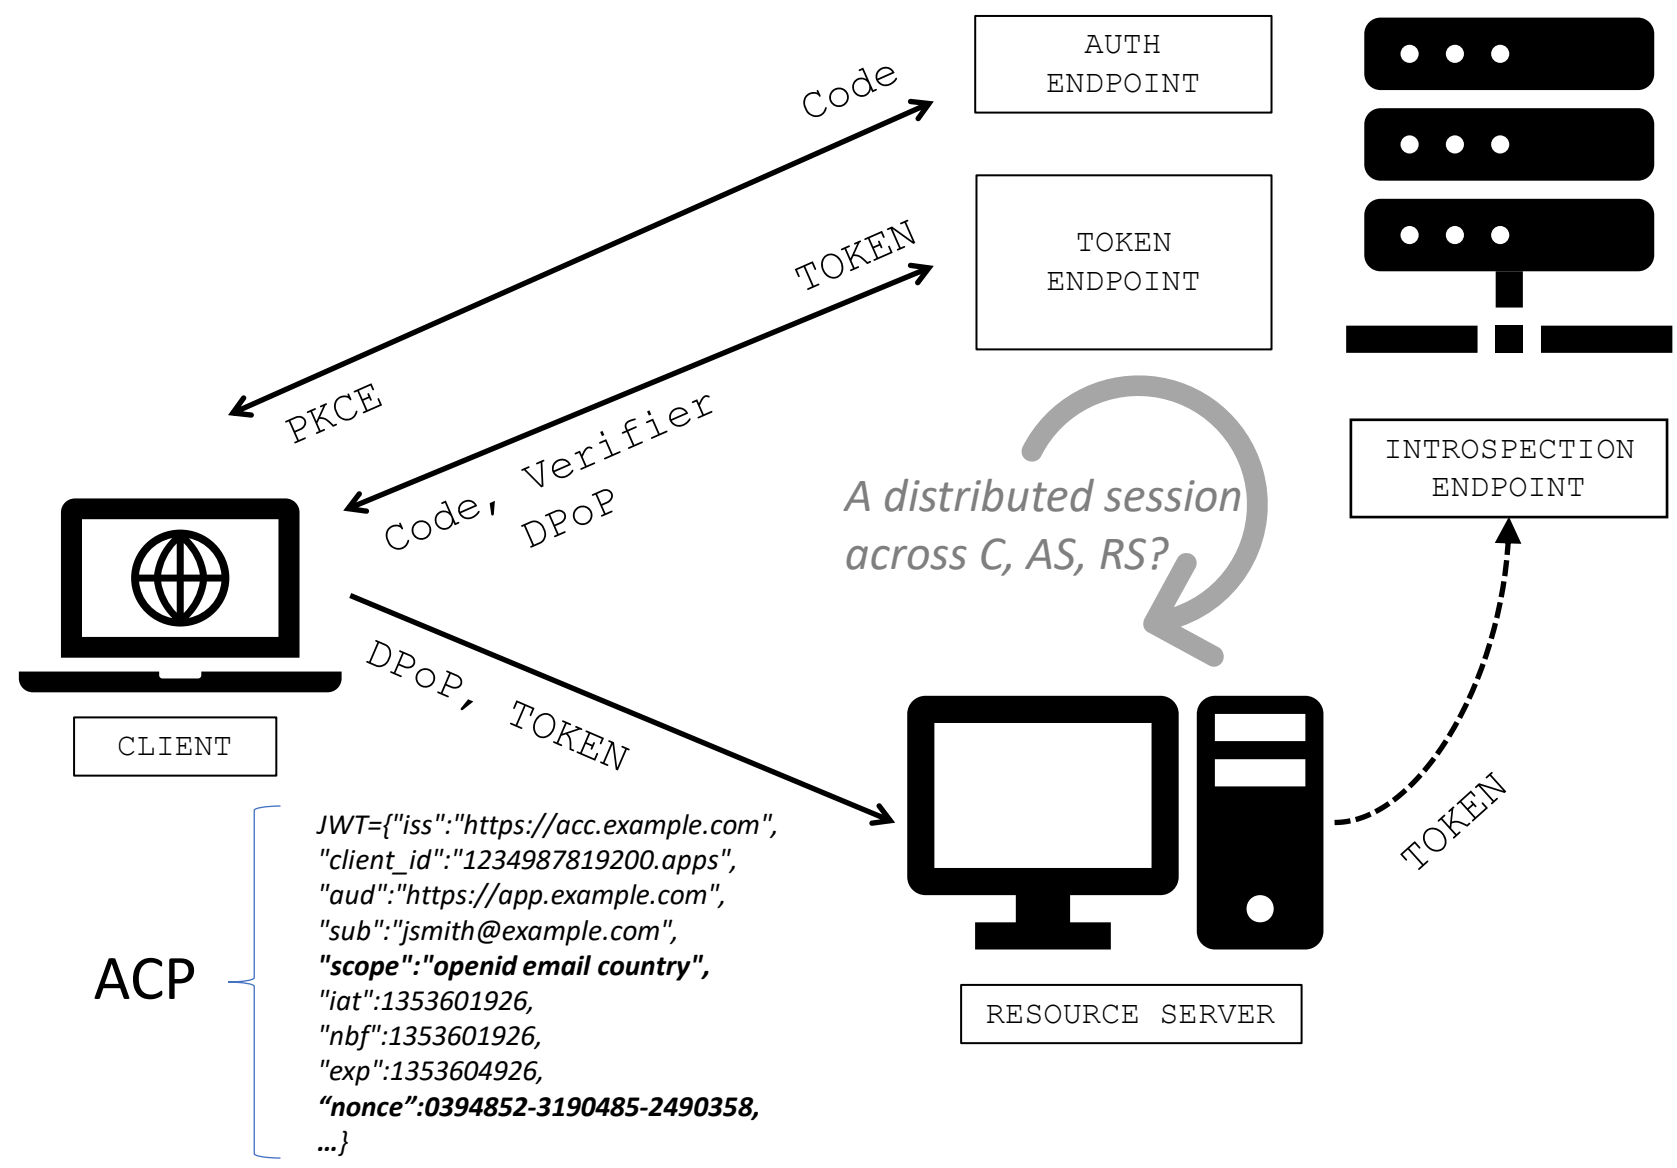 AUTH
ENDPOINT
Code
TOKEN
ENDPOINT
TOKEN
PKCE
Code, Verifier
DPoP
INTROSPECTION
ENDPOINT
A distributed session
across C, AS, RS?
DPoP, TOKEN
CLIENT
TOKEN
JWT={"iss":"https://acc.example.com",
"client_id":"1234987819200.apps",
"aud":"https://app.example.com",
"sub":"jsmith@example.com",
"scope":"openid email country",
"iat":1353601926,
"nbf":1353601926,
"exp":1353604926,
“nonce”:0394852-3190485-2490358,
…}
ACP
RESOURCE SERVER